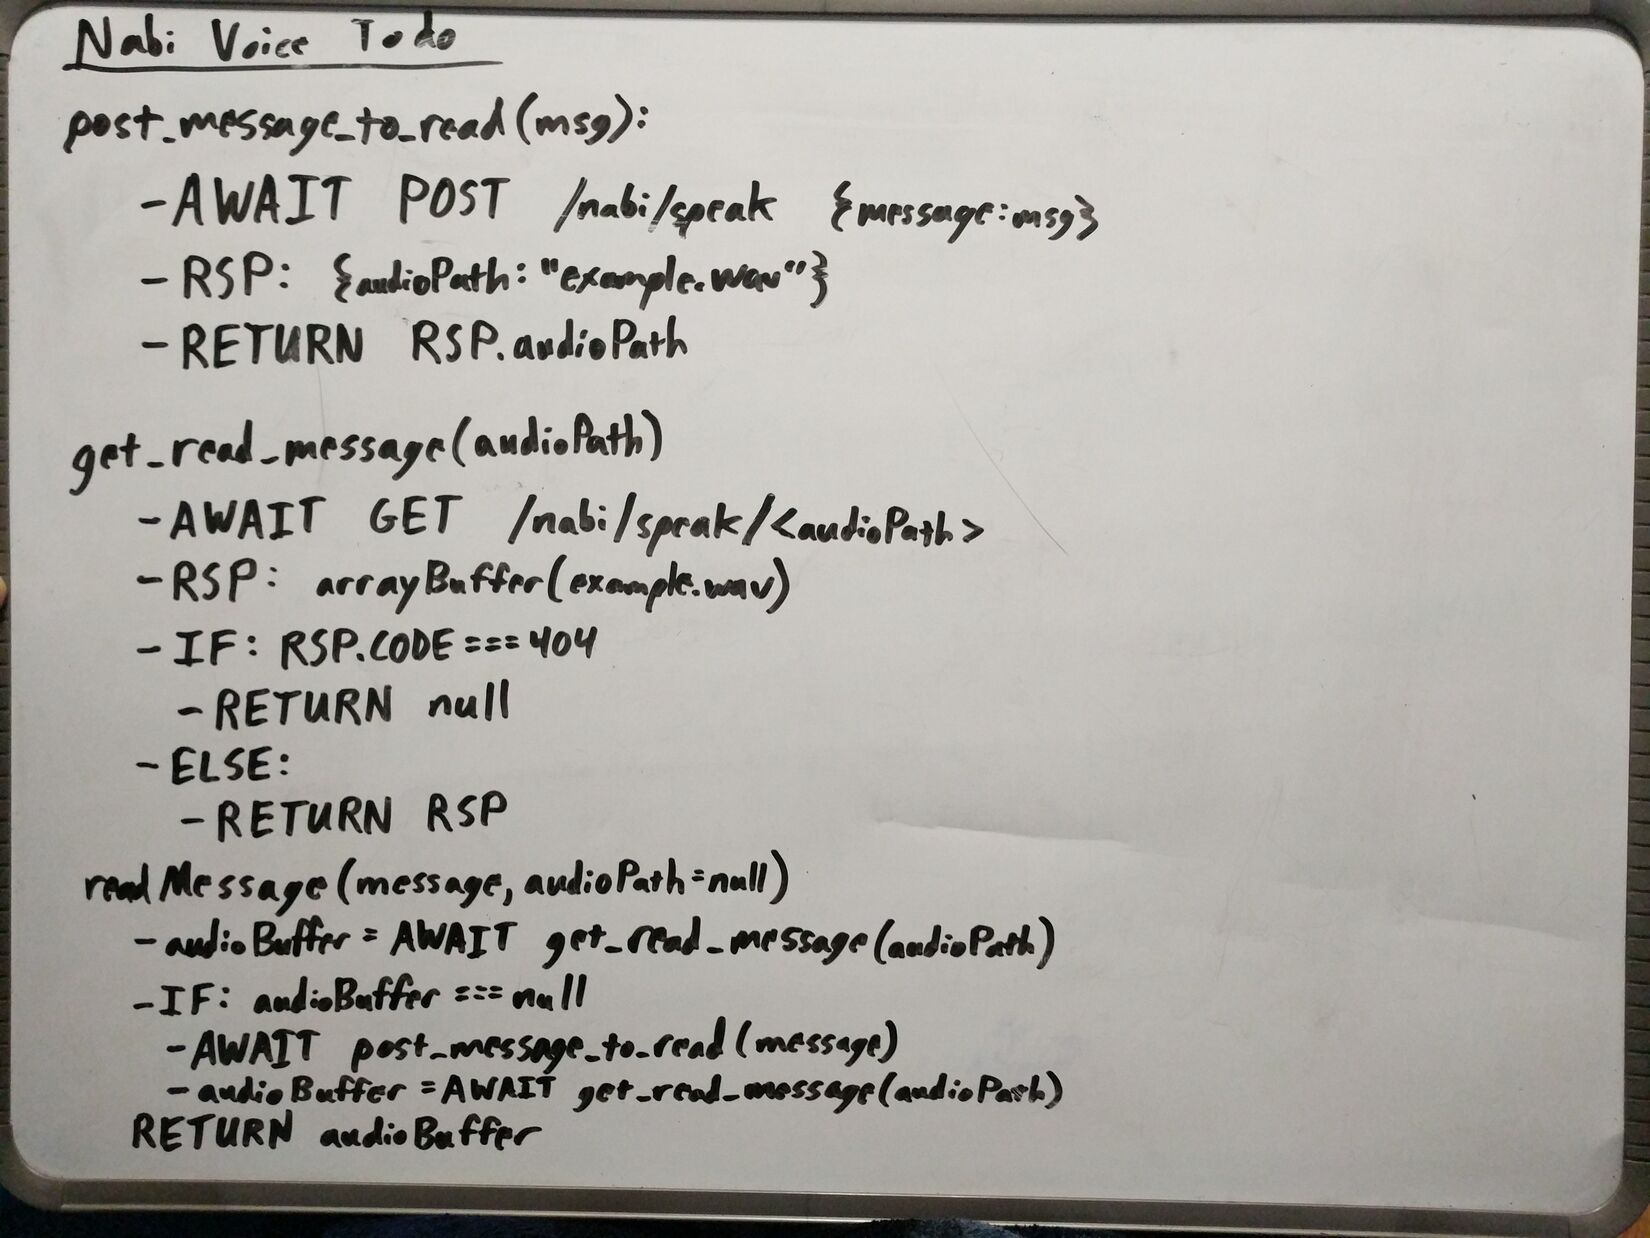 Nabi Voice Todo
post_message_to_read(msg):
- AWAIT POST /nabi/speak {message:msg}
- RSP: {audioPath: "example.wav"}
- RETURN RSP.audioPath
get_read_message(audioPath)
- AWAIT GET /nabi/speak/<audioPath>
- RSP: arrayBuffer(example.wav)
- IF: RSP.CODE === 404
- RETURN null
- ELSE:
- RETURN RSP
readMessage(message, audioPath=null)
- audioBuffer = AWAIT get_read_message(audioPath)
- IF: audioBuffer === null
- AWAIT post_message_to_read(message)
- audioBuffer = AWAIT get_read_message(audioPath)
RETURN audioBuffer